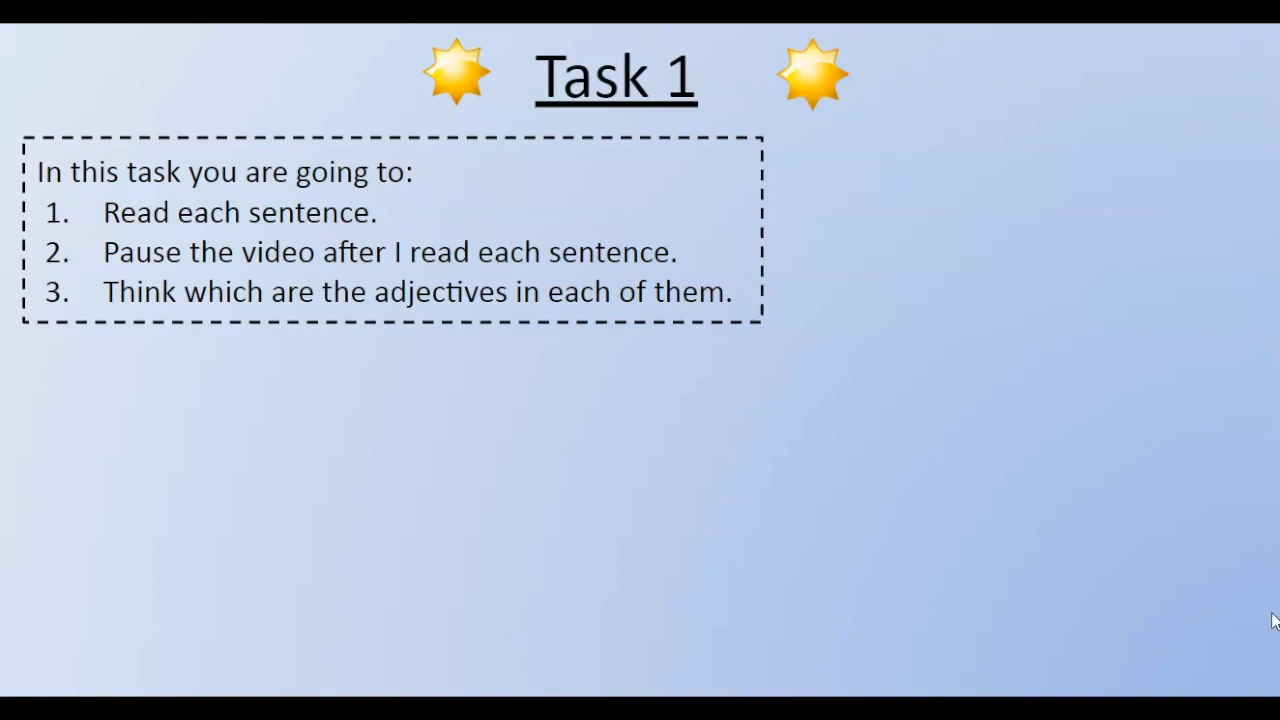 Task 1
In this task you are going to:
1. Read each sentence.
2. Pause the video after I read each sentence.
3. Think which are the adjectives in each of them.